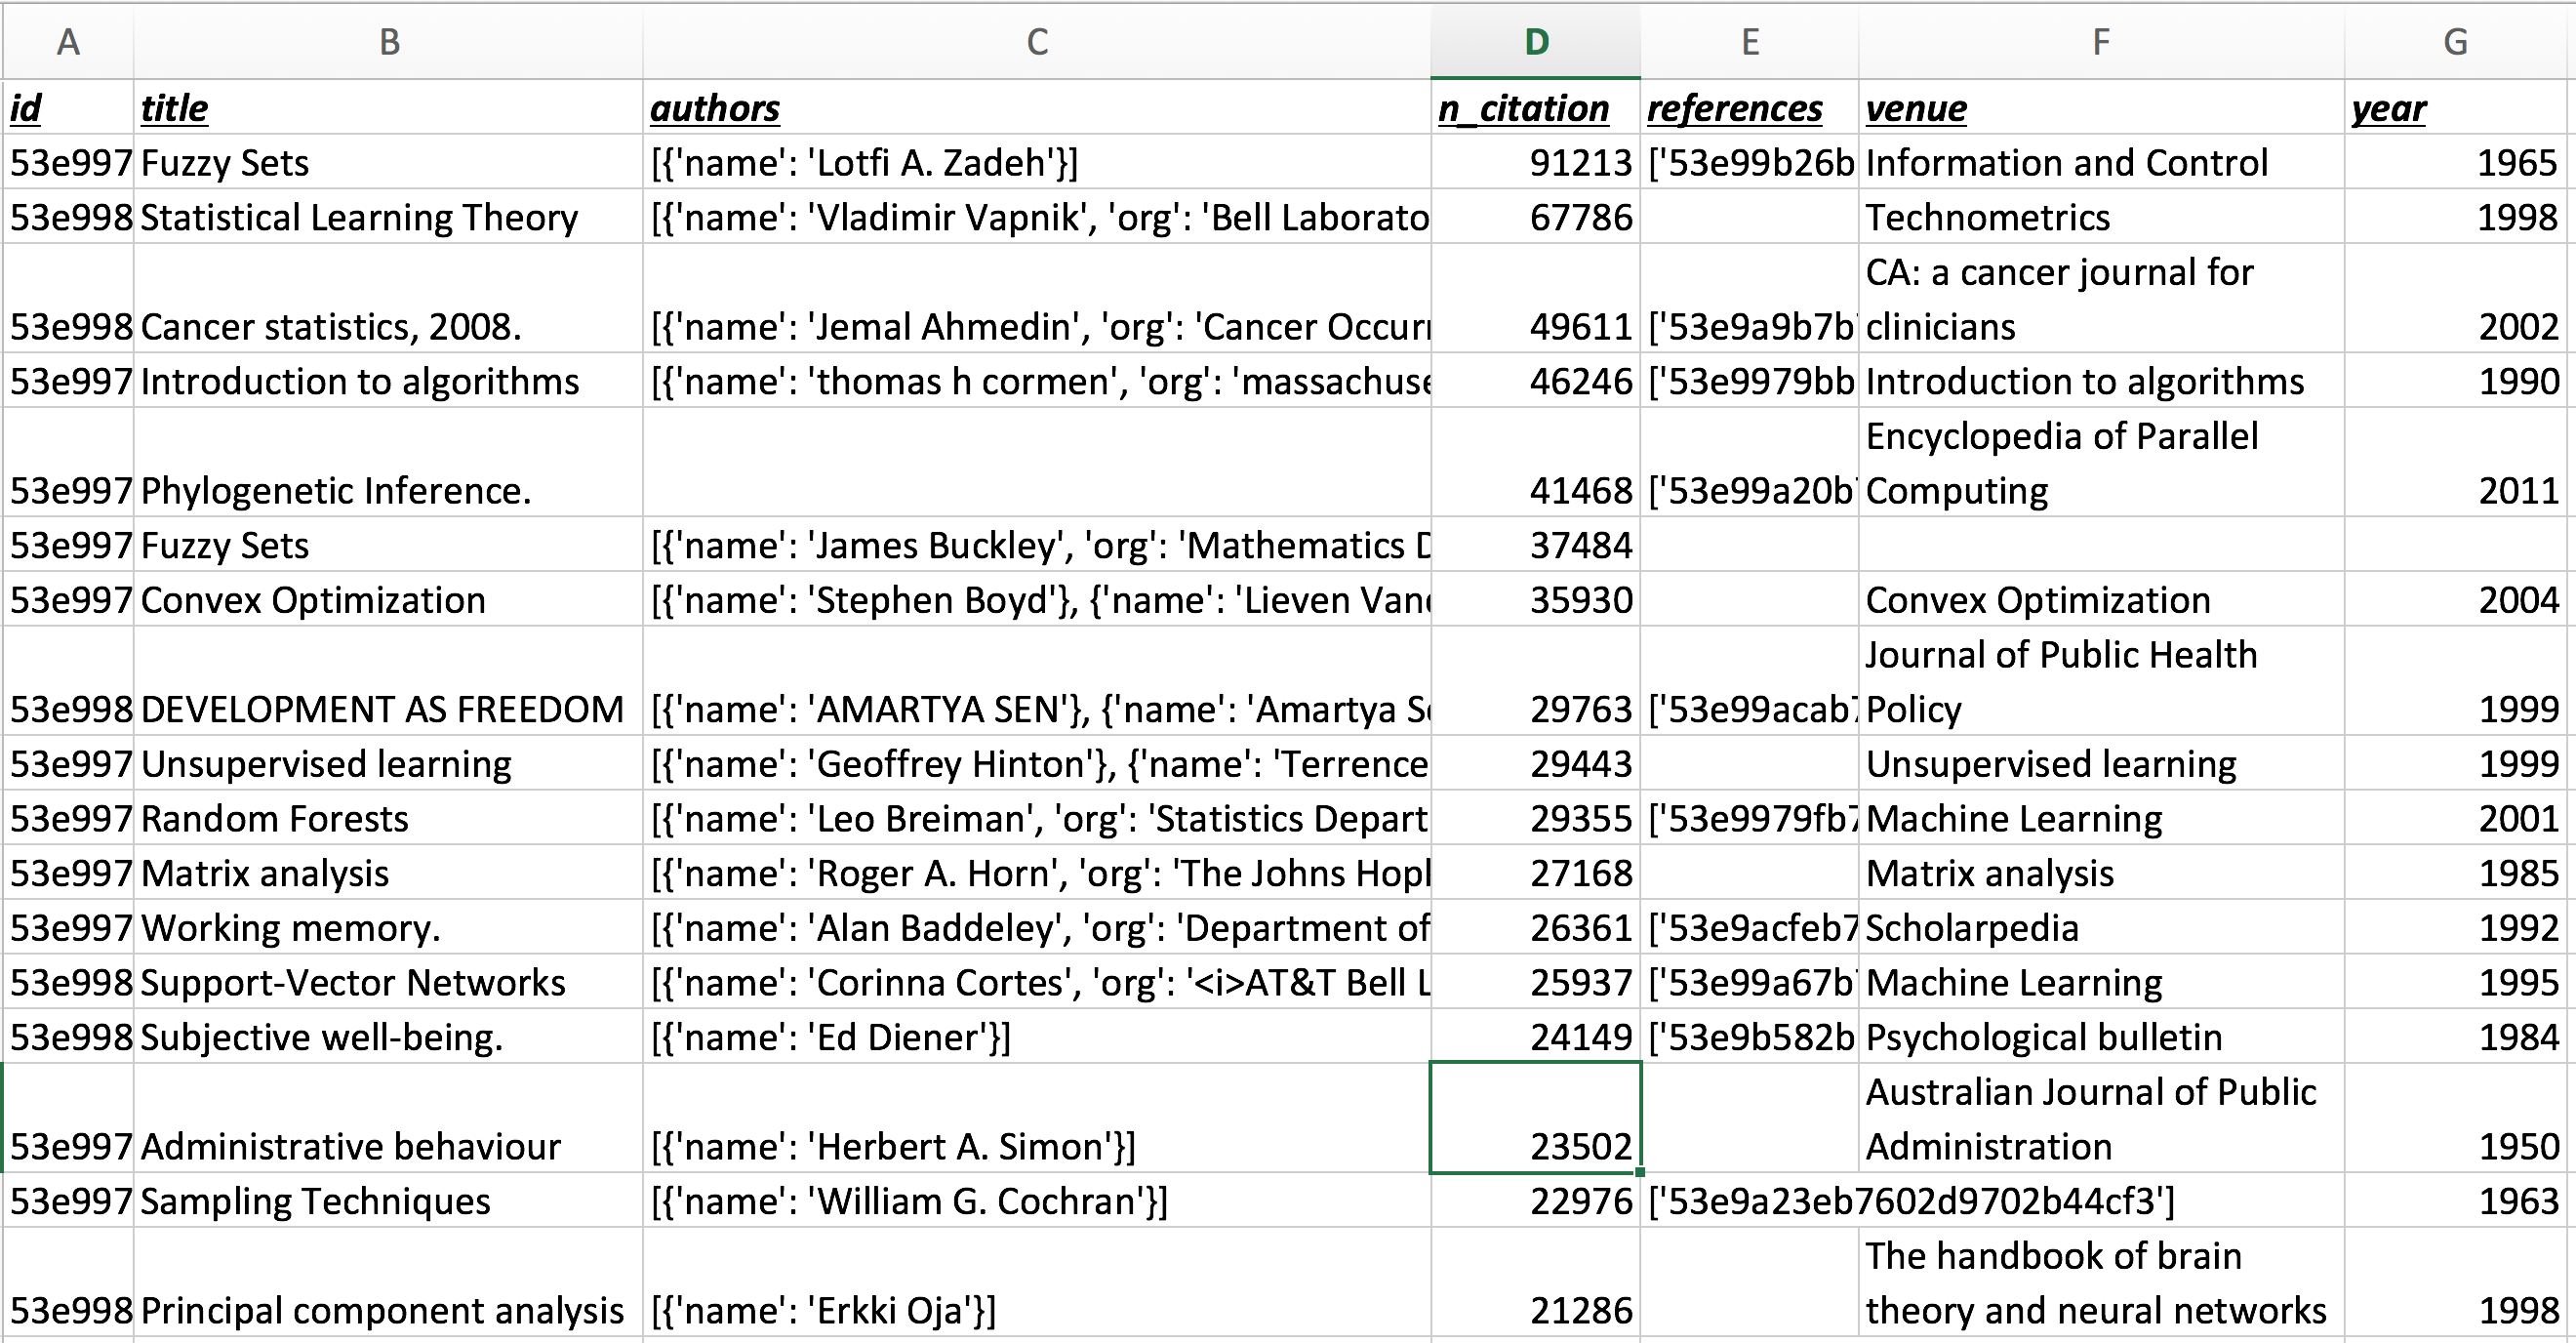 A B C D E F G
id title authors n_citation references venue year
53e997 Fuzzy Sets [{'name': 'Lotfi A. Zadeh'}] 91213 ['53e99b26b Information and Control 1965
53e998 Statistical Learning Theory [{'name': 'Vladimir Vapnik', 'org': 'Bell Laborato 67786 Technometrics 1998
CA: a cancer journal for
53e998 Cancer statistics, 2008. [{'name': 'Jemal Ahmedin', 'org': 'Cancer Occur 49611 ['53e9a9b7b clinicians 2002
53e997 Introduction to algorithms [{'name': 'thomas h cormen', 'org': 'massachuse 46246 ['53e9979bb Introduction to algorithms 1990
Encyclopedia of Parallel
53e997 Phylogenetic Inference. 41468 ['53e99a20b Computing 2011
53e997 Fuzzy Sets [{'name': 'James Buckley', 'org': 'Mathematics D 37484
53e997 Convex Optimization [{'name': 'Stephen Boyd'}, {'name': 'Lieven Van 35930 Convex Optimization 2004
Journal of Public Health
53e998 DEVELOPMENT AS FREEDOM [{'name': 'AMARTYA SEN'}, {'name': 'Amartya S 29763 ['53e99acab7 Policy 1999
53e997 Unsupervised learning [{'name': 'Geoffrey Hinton'}, {'name': 'Terrence 29443 Unsupervised learning 1999
53e997 Random Forests [{'name': 'Leo Breiman', 'org': 'Statistics Depart 29355 ['53e9979fb7 Machine Learning 2001
53e997 Matrix analysis [{'name': 'Roger A. Horn', 'org': 'The Johns Hop 27168 Matrix analysis 1985
53e997 Working memory. [{'name': 'Alan Baddeley', 'org': 'Department of 26361 ['53e9acfeb7 Scholarpedia 1992
53e998 Support-Vector Networks [{'name': 'Corinna Cortes', 'org': '<i>AT&T Bell L 25937 ['53e99a67b Machine Learning 1995
53e998 Subjective well-being. [{'name': 'Ed Diener'}] 24149 ['53e9b582b Psychological bulletin 1984
Australian Journal of Public
53e997 Administrative behaviour [{'name': 'Herbert A. Simon'}] 23502 Administration 1950
53e997 Sampling Techniques [{'name': 'William G. Cochran'}] 22976 ['53e9a23eb7602d9702b44cf3'] 1963
The handbook of brain
53e998 Principal component analysis [{'name': 'Erkki Oja'}] 21286 theory and neural networks 1998